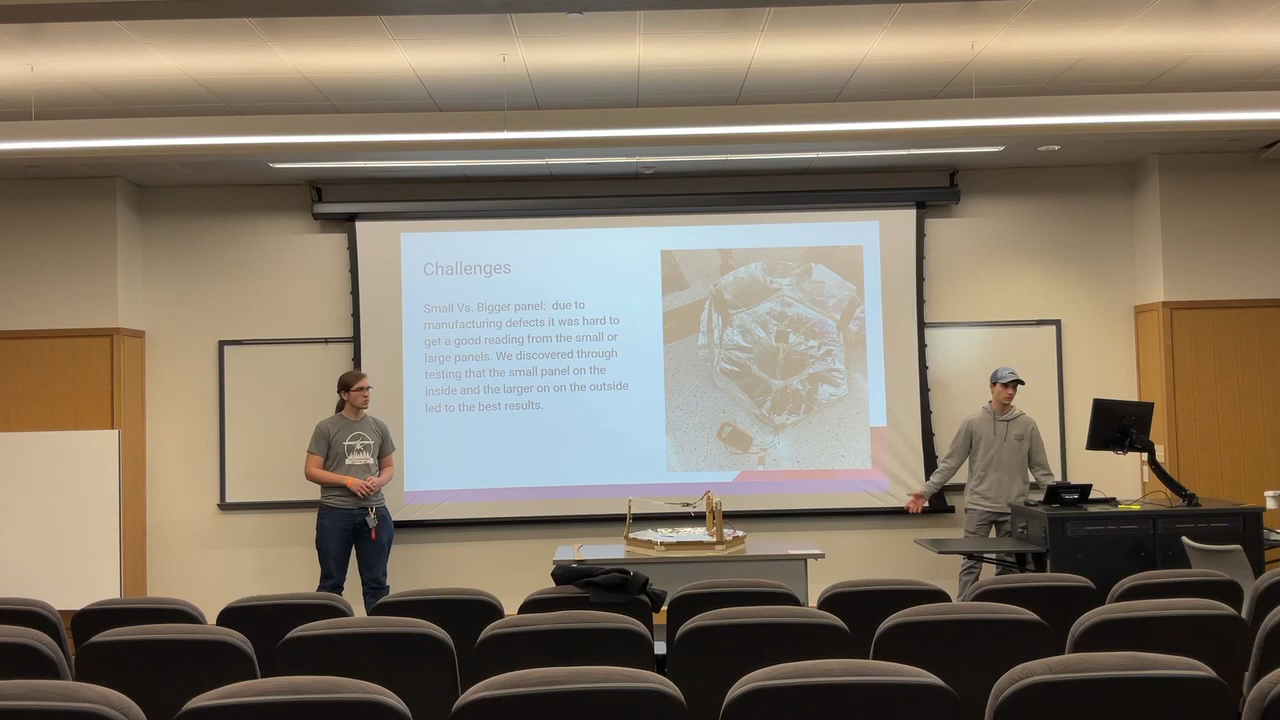 Challenges
Small Vs. Bigger panel:  due to
manufacturing defects it was hard to
get a good reading from the small or
large panels. We discovered through
testing that the small panel on the
inside and the larger on on the outside
led to the best results.